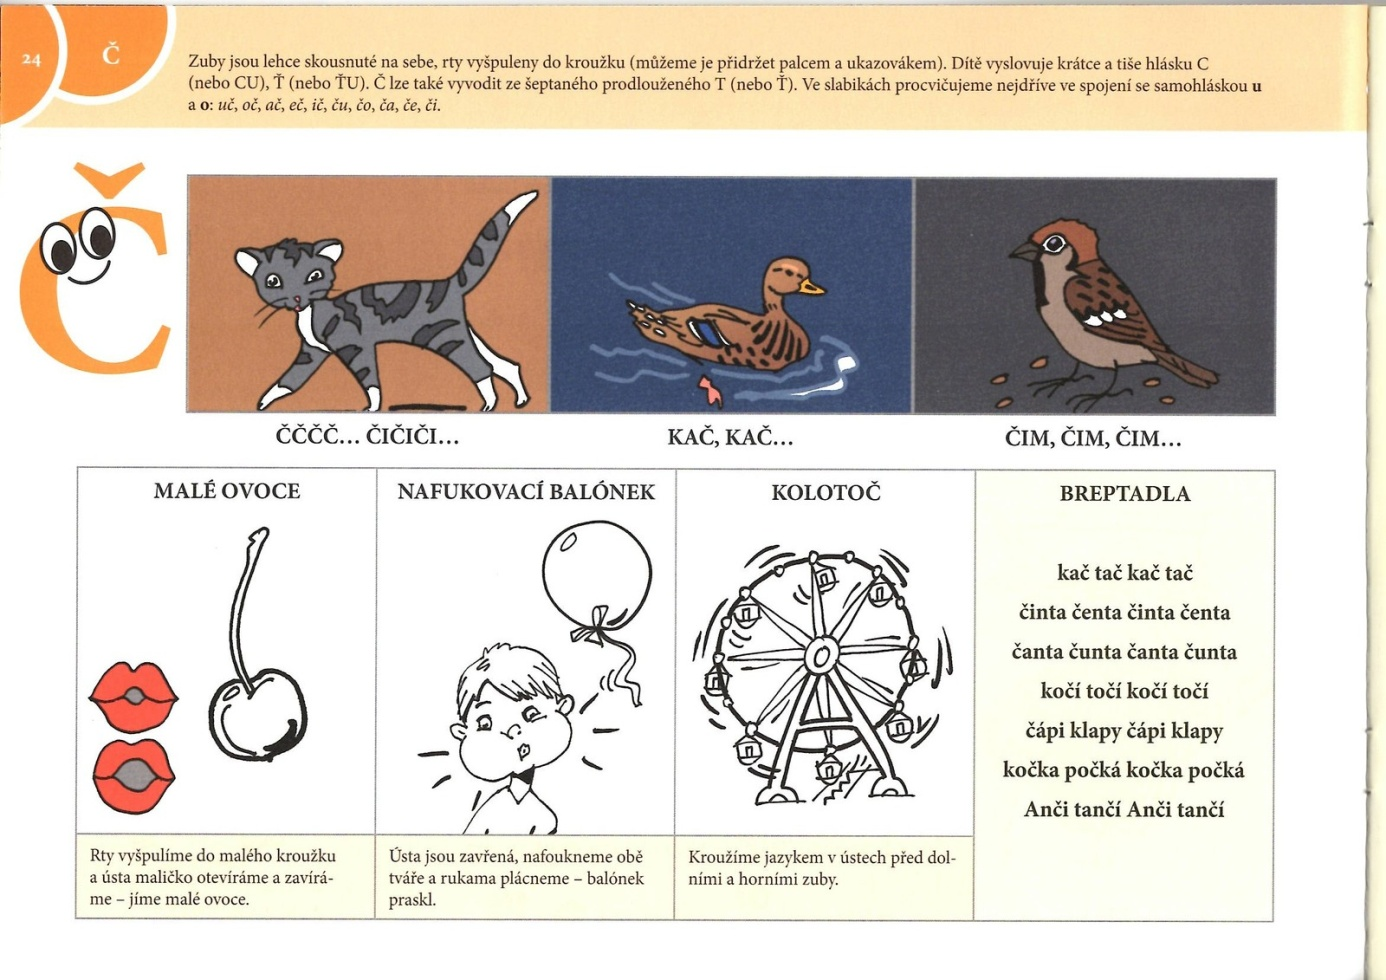 24
Č
Zuby jsou lehce skousnuté na sebe, rty vyšpuleny do kroužku (můžeme je přidržet palcem a ukazovákem). Dítě vyslovuje krátce a tiše hlásku C
(nebo CU), Ť (nebo ŤU). Č lze také vyvodit ze šeptaného prodlouženého T (nebo Ť). Ve slabikách procvičujeme nejdříve ve spojení se samohláskou u
a o: uč, oč, ač, eč, ič, ču, čo, ča, če, či.
Č
ČČČČ... ČIČIČI...
KAČ, KAČ...
ČIM, ČIM, ČIM...
MALÉ OVOCE
Rty vyšpulíme do malého kroužku
a ústa maličko otevíráme a zavírá-
me – jíme malé ovoce.
NAFUKOVACÍ BALÓNEK
Ústa jsou zavřená, nafoukneme obě
tváře a rukama plácneme – balónek
praskl.
KOLOTOČ
Kroužíme jazykem v ústech před dol-
ními a horními zuby.
BREPTADLA
kač tač kač tač
činta čenta činta čenta
čanta čunta čanta čunta
kočí točí kočí točí
čápi klapy čápi klapy
kočka počká kočka počká
Anči tančí Anči tančí